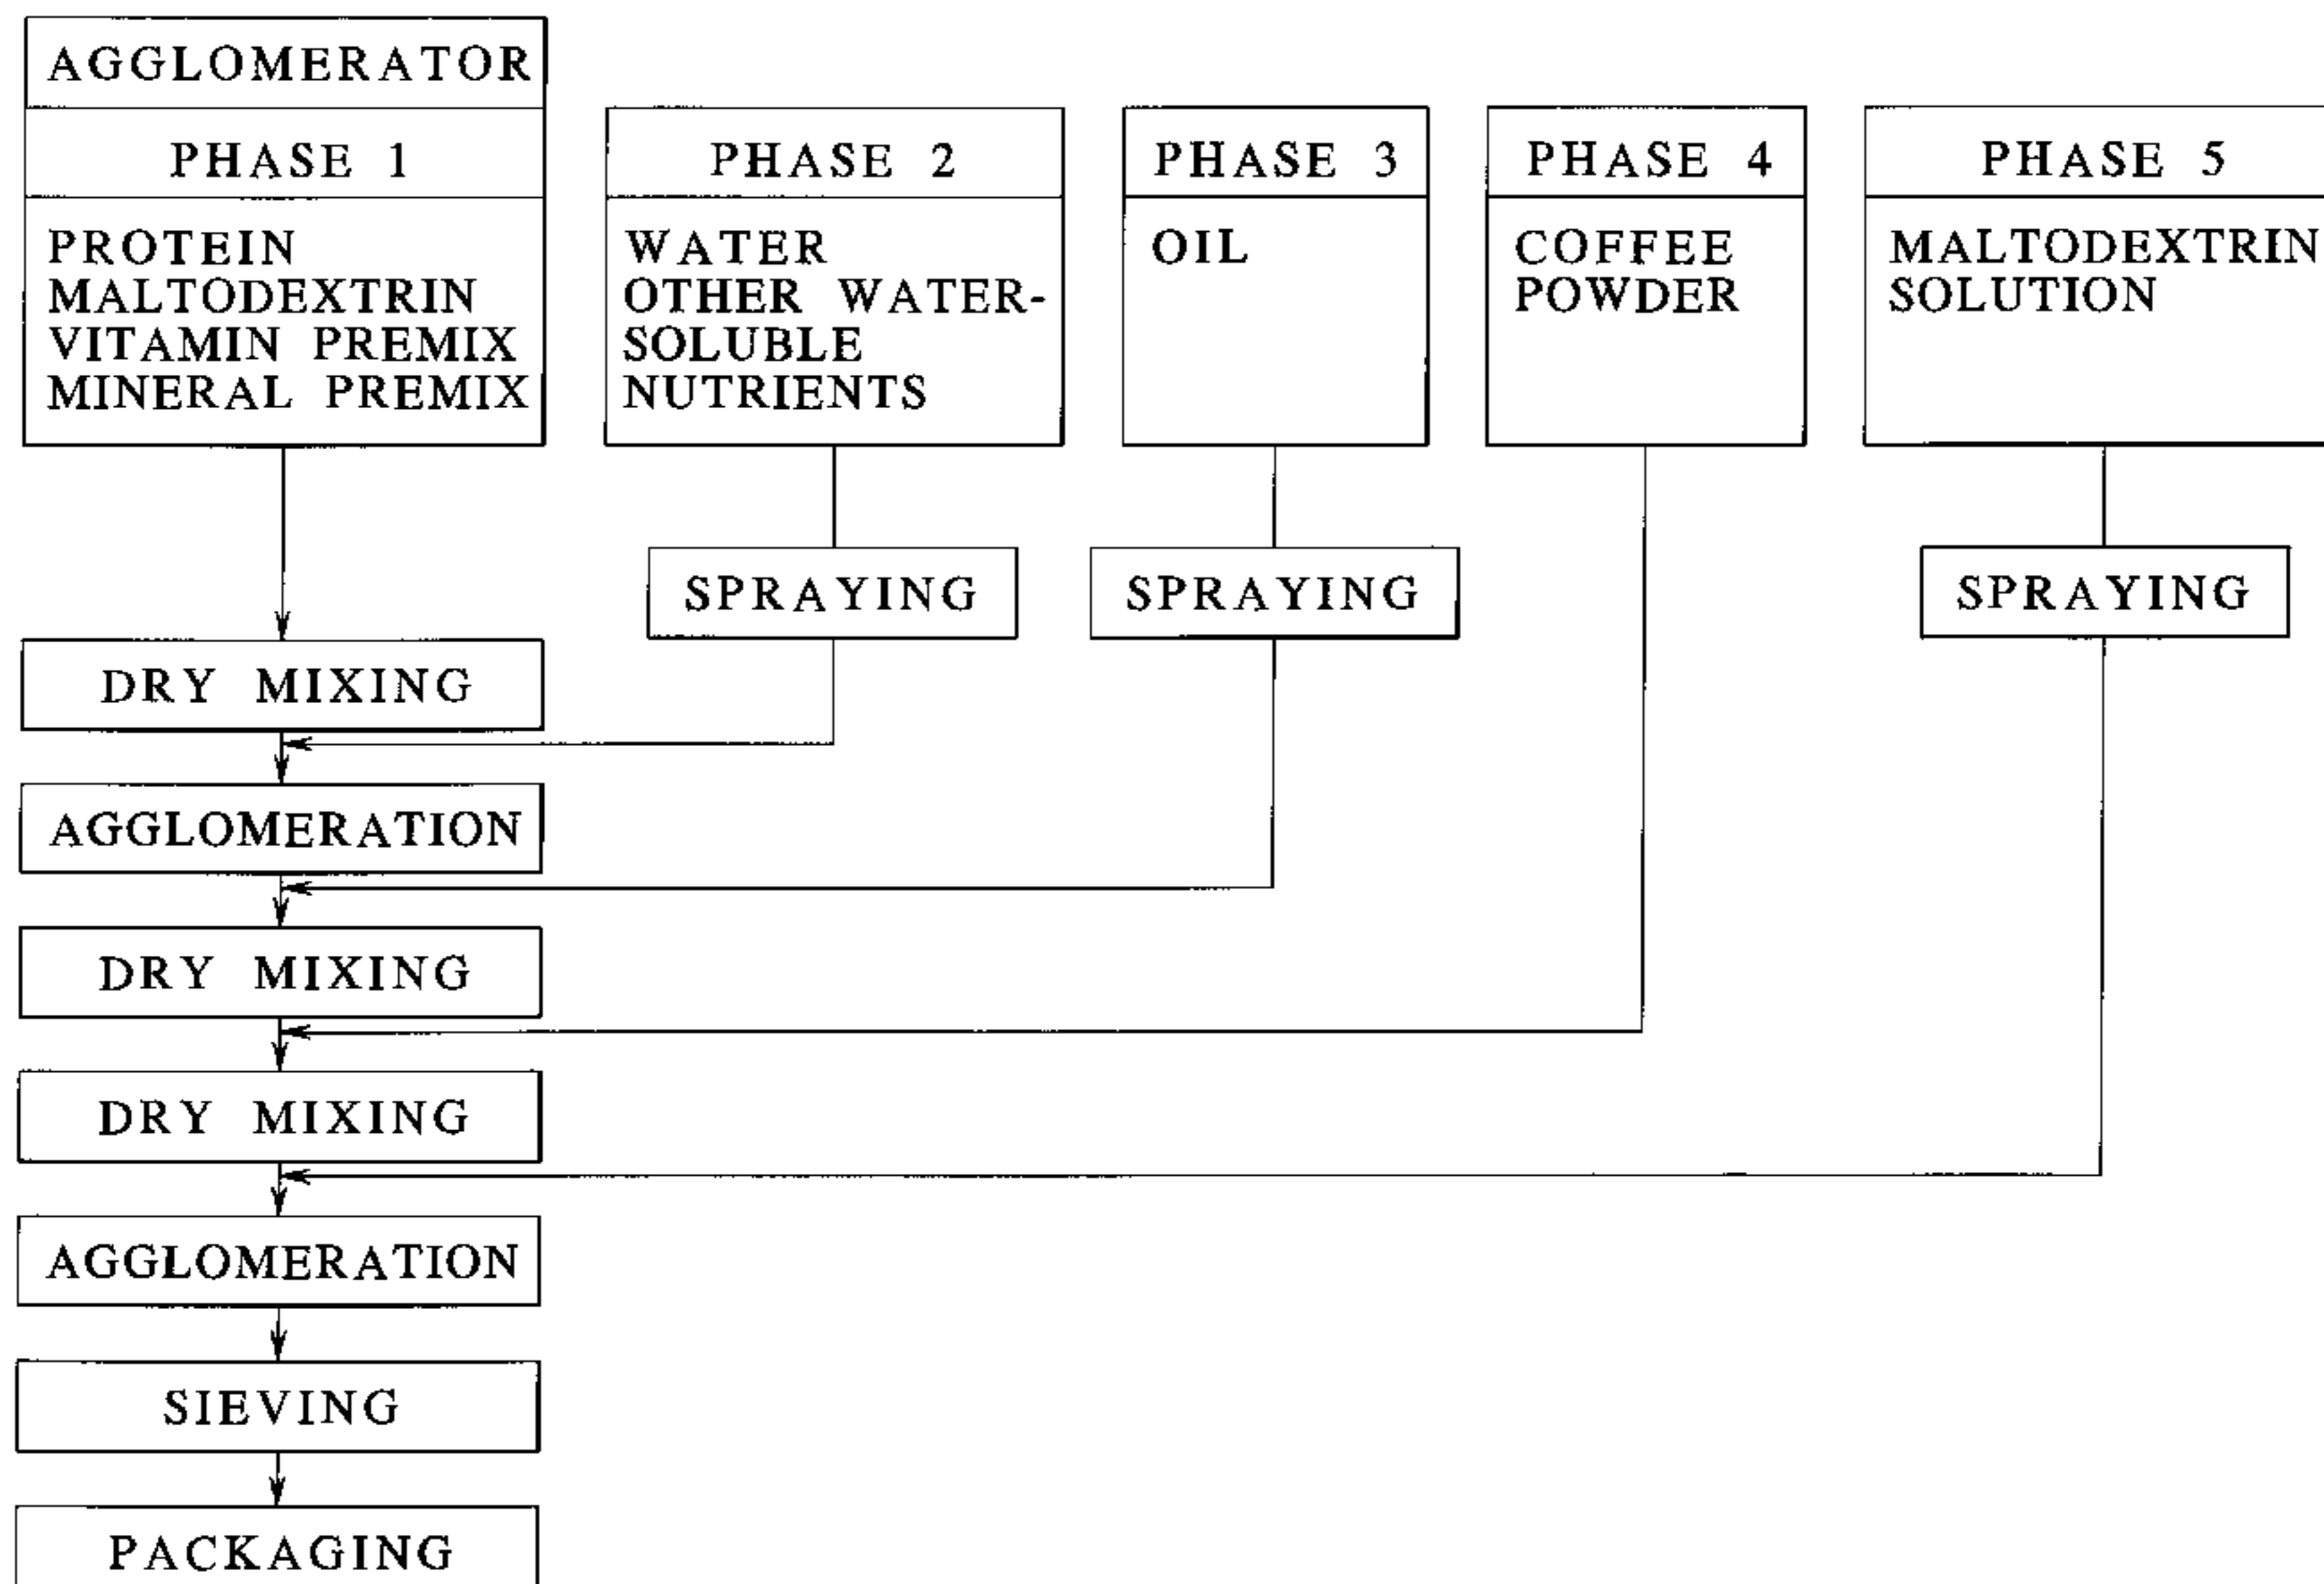 AGGLOMERATOR
PHASE 1
PROTEIN
MALTODEXTRIN
VITAMIN PREMIX
MINERAL PREMIX
PHASE 2
WATER
OTHER WATER-
SOLUBLE
NUTRIENTS
PHASE 3
OIL
PHASE 4
COFFEE
POWDER
PHASE 5
MALTODEXTRIN
SOLUTION
SPRAYING
SPRAYING
SPRAYING
DRY MIXING
AGGLOMERATION
DRY MIXING
DRY MIXING
AGGLOMERATION
SIEVING
PACKAGING